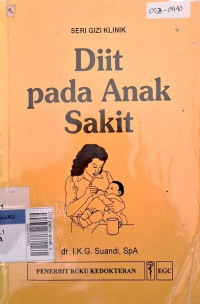 SERI GIZI KLINIK
Diit
pada Anak
Sakit
dr. I.K.G. Suandi, SpA
PENERBIT BUKU KEDOKTERAN
EGC